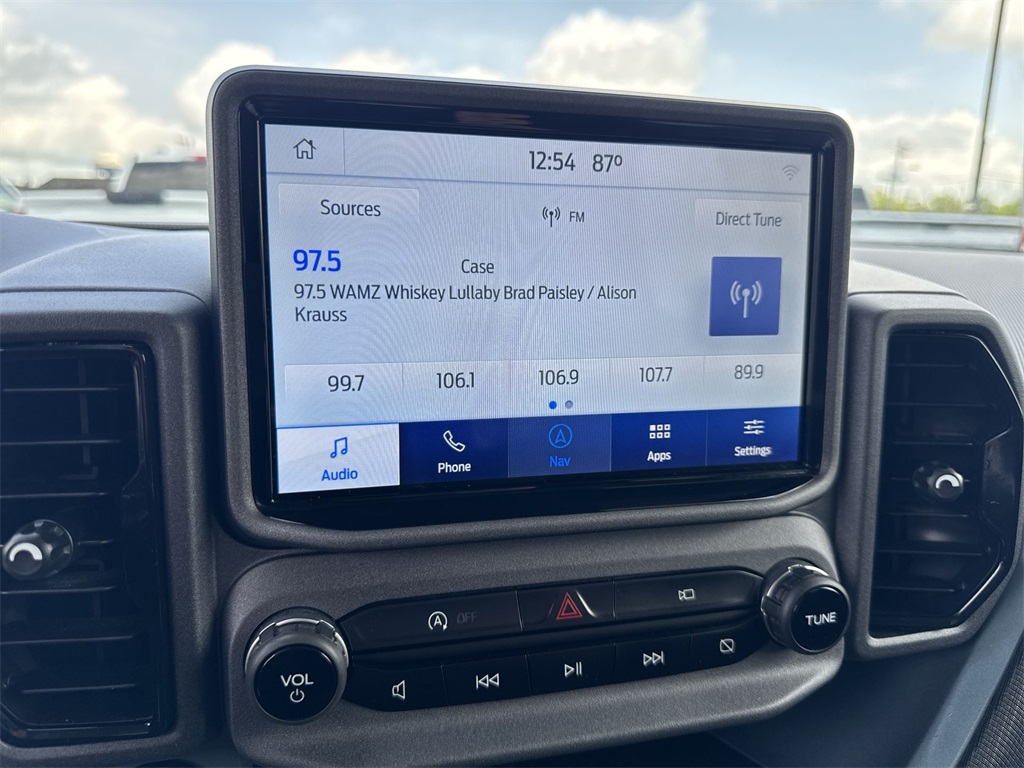 12:54 87°
Sources
FM
Direct Tune
97.5
Case
97.5 WAMZ Whiskey Lullaby Brad Paisley / Alison
Krauss
99.7 106.1 106.9 107.7 89.9
Audio Phone Nav Apps Settings
A OFF
VOL
TUNE